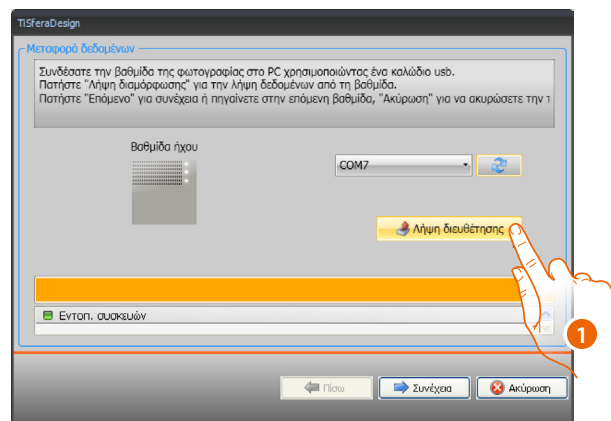 TiSferaDesign
Μεταφορά δεδομένων
Συνδέσατε την βαθμίδα της φωτογραφίας στο PC χρησιμοποιώντας ένα καλώδιο usb.
Πατήστε "Λήψη διαμόρφωσης" για την λήψη δεδομένων από τη βαθμίδα.
Πατήστε "Επόμενο" για συνέχεια ή πηγαίνετε στην επόμενη βαθμίδα, "Ακύρωση" για να ακυρώσετε την τ
Βαθμίδα ήχου
COM7
Λήψη διευθέτησης
Εντοπ. συσκευών
1
Πίσω
Συνέχεια
Ακύρωση